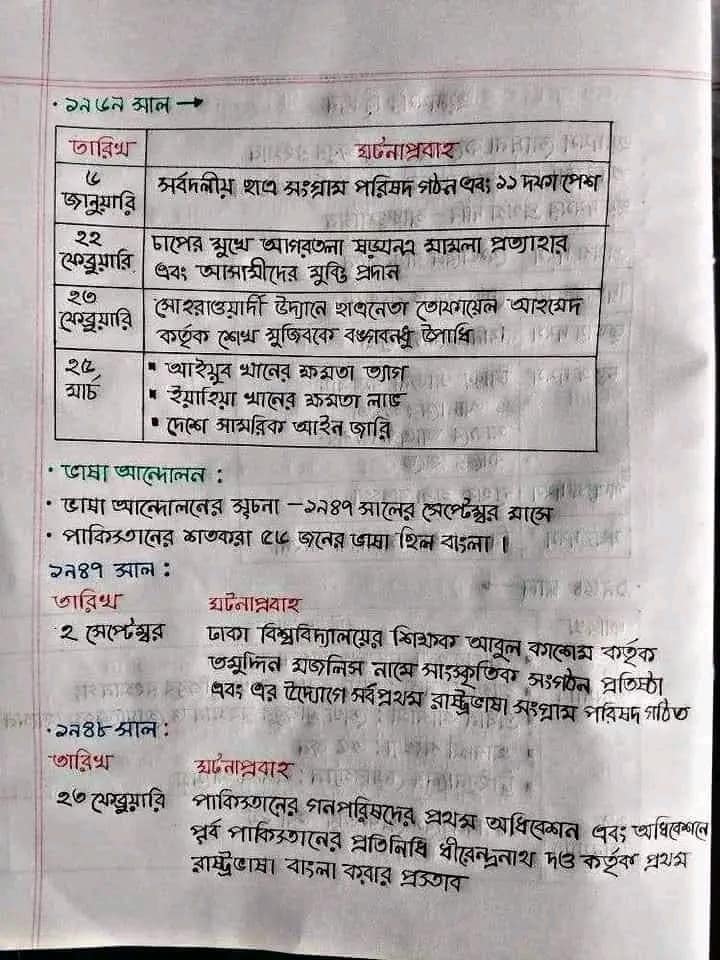 • ১৯৬৯ সাল →
তারিখ ঘটনাপ্রবাহ
৫ জানুয়ারি সর্বদলীয় ছাত্র সংগ্রাম পরিষদ গঠন এবং ১১ দফা পেশ
২২ ফেব্রুয়ারি চাপের মুখে আগরতলা ষড়যন্ত্র মামলা প্রত্যাহার
এবং আসামীদের মুক্তি প্রদান
২৩ ফেব্রুয়ারি সোহরাওয়ার্দী উদ্যানে ছাত্রনেতা তোফায়েল আহমেদ
কর্তৃক শেখ মুজিবকে বঙ্গবন্ধু উপাধি ।
২৫ মার্চ ▪ আইয়ুব খানের ক্ষমতা ত্যাগ
▪ ইয়াহিয়া খানের ক্ষমতা লাভ
▪ দেশে সামরিক আইন জারি
• ভাষা আন্দোলন :
• ভাষা আন্দোলনের সূচনা – ১৯৪৭ সালের সেপ্টেম্বর মাসে
• পাকিস্তানের শতকরা ৫৬ জনের ভাষা ছিল বাংলা ।
১৯৪৭ সাল :
তারিখ ঘটনাপ্রবাহ
২ সেপ্টেম্বর ঢাকা বিশ্ববিদ্যালয়ের শিক্ষক আবুল কাশেম কর্তৃক
তমুদ্দিন মজলিস নামে সাংস্কৃতিক সংগঠন প্রতিষ্ঠা
এবং এর উদ্যোগে সর্বপ্রথম রাষ্ট্রভাষা সংগ্রাম পরিষদ গঠিত
• ১৯৪৮ সাল :
তারিখ ঘটনাপ্রবাহ
২৩ ফেব্রুয়ারি পাকিস্তানের গনপরিষদের প্রথম অধিবেশন এবং অধিবেশনে
পূর্ব পাকিস্তানের প্রতিনিধি ধীরেন্দ্রনাথ দত্ত কর্তৃক প্রথম
রাষ্ট্রভাষা বাংলা করার প্রস্তাব